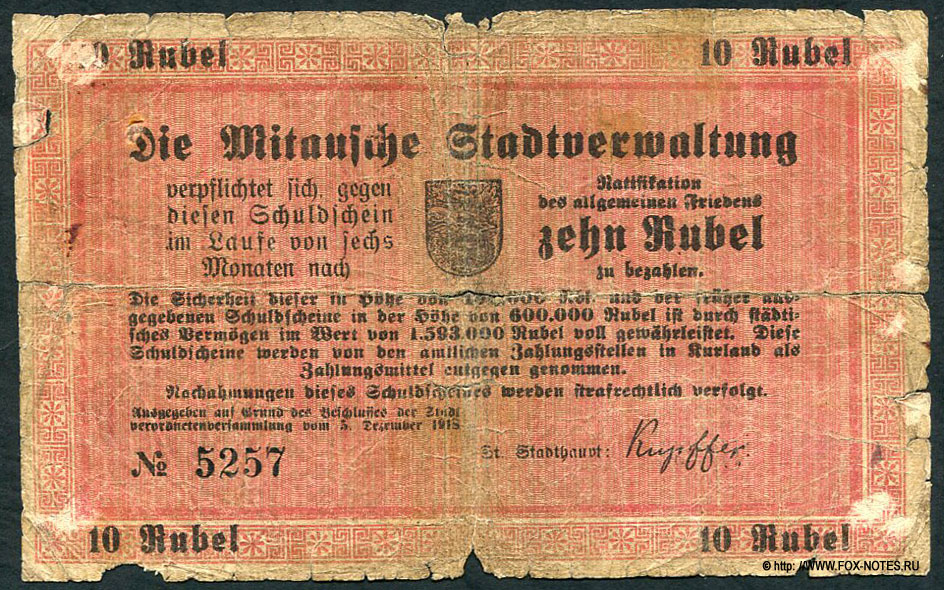 10 Rubel 10 Rubel
Die Mitausche Stadtverwaltung
verpflichtet sich, gegen
diesen Schuldschein
im Laufe von sechs
Monaten nach
Ratifikation
des allgemeinen Friedens
zehn Rubel
zu bezahlen.
Die Sicherheit dieser in Höhe von Rbl. und der früher aus-
gegebenen Schuldscheine in der Höhe von 600.000 Rubel ist durch städti-
sches Vermögen im Wert von 1.593.000 Rubel voll gewährleistet. Diese
Schuldscheine werden von den amtlichen Zahlungsstellen in Kurland als
Zahlungsmittel entgegen genommen.
Nachahmungen dieses Schuldscheines werden strafrechtlich verfolgt.
Ausgegeben auf Grund des Beschlusses der Stadt
verordnetenversammlung vom 5. Dezember 1918
№ 5257
St. Stadthaupt: Kupffer.
10 Rubel 10 Rubel
© http: //www.FOX-NOTES.RU